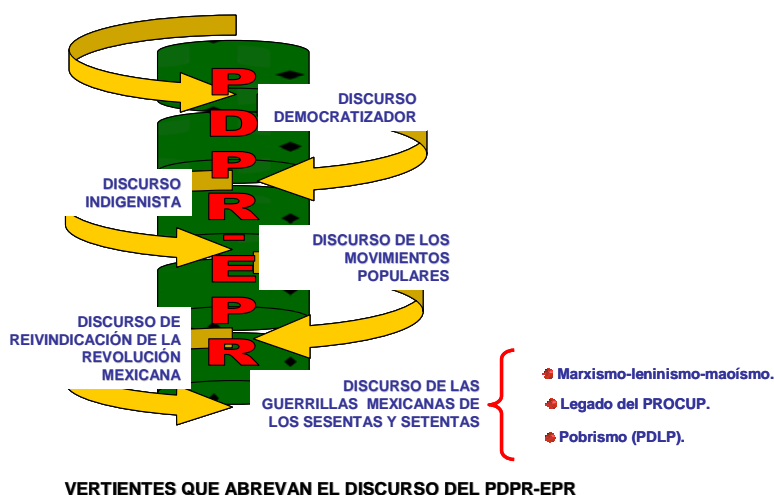 PDPR-EPR
DISCURSO
DEMOCRATIZADOR
DISCURSO
INDIGENISTA
DISCURSO DE LOS
MOVIMIENTOS
POPULARES
DISCURSO DE
REIVINDICACIÓN DE LA
REVOLUCIÓN
MEXICANA
DISCURSO DE LAS
GUERRILLAS MEXICANAS DE
LOS SESENTAS Y SETENTAS
Marxismo-leninismo-maoísmo.
Legado del PROCUP.
Pobrismo (PDLP).
VERTIENTES QUE ABREVAN EL DISCURSO DEL PDPR-EPR